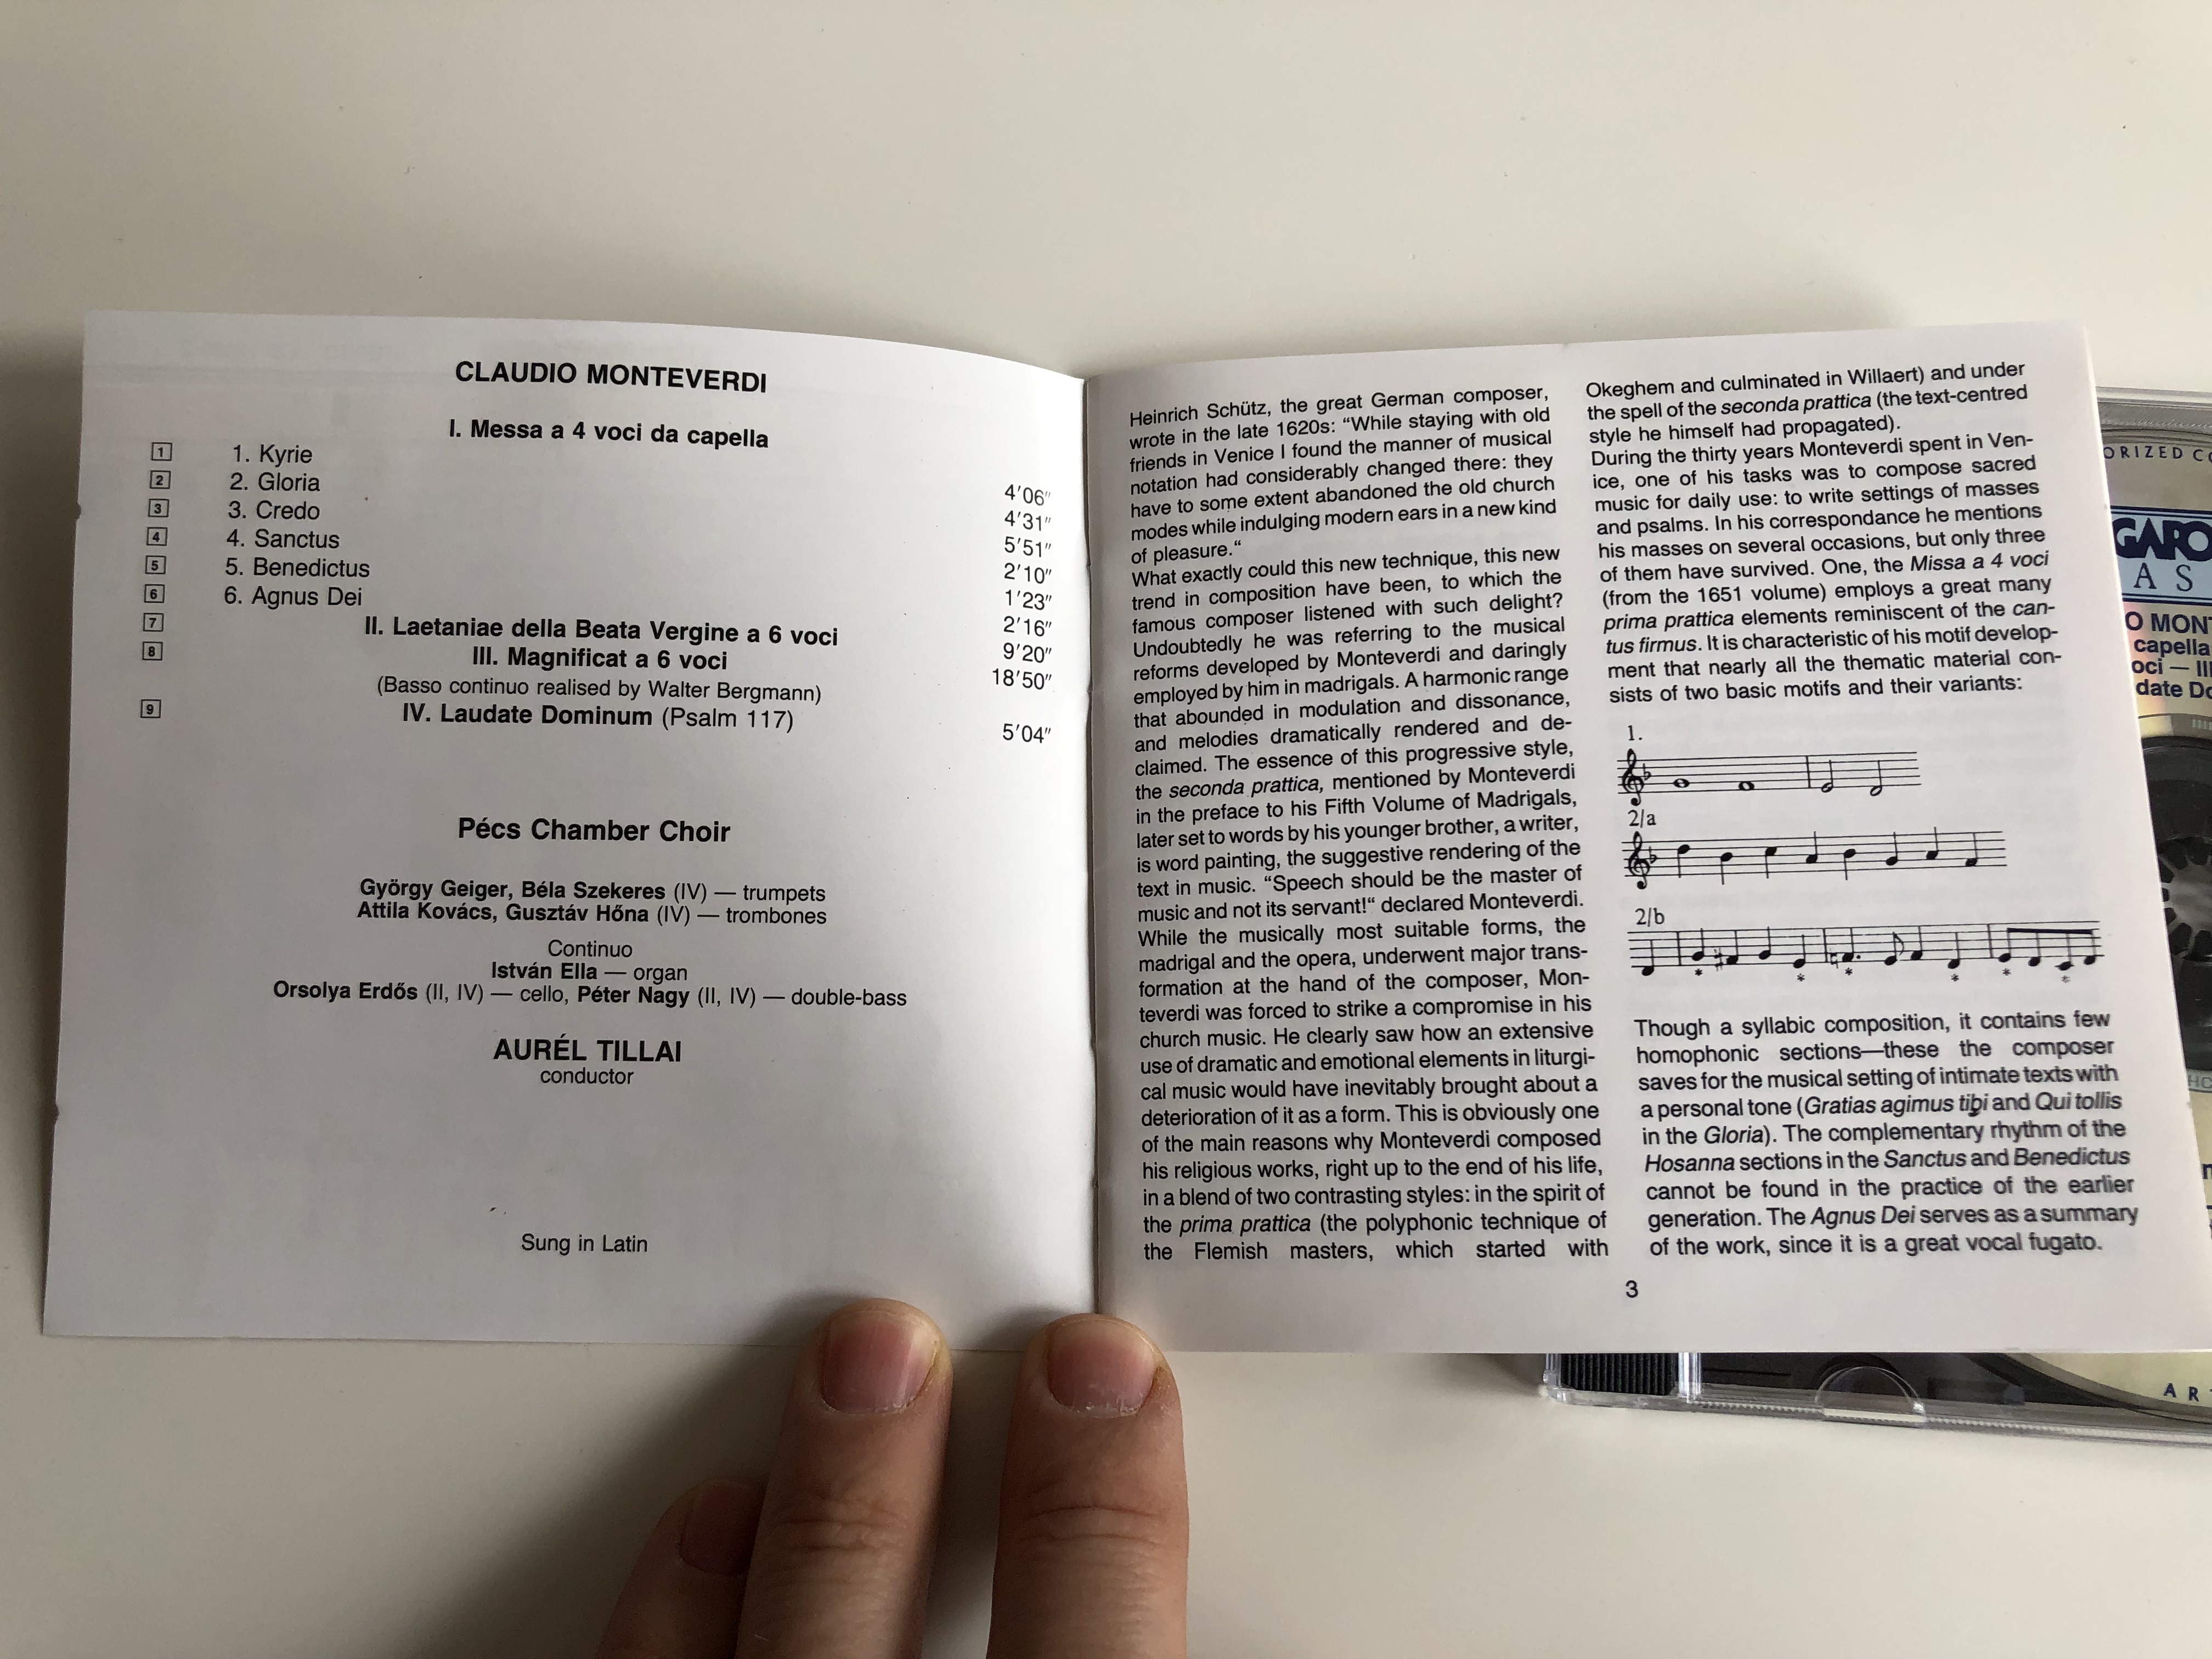 CLAUDIO MONTEVERDI
I. Messa a 4 voci da capella
1 1. Kyrie 4′06″
2 2. Gloria 4′31″
3 3. Credo 5′51″
4 4. Sanctus 2′10″
5 5. Benedictus 1′23″
6 6. Agnus Dei 2′16″
7 II. Laetaniae della Beata Vergine a 6 voci 9′20″
8 III. Magnificat a 6 voci 18′50″
(Basso continuo realised by Walter Bergmann)
9 IV. Laudate Dominum (Psalm 117) 5′04″
Pécs Chamber Choir
György Geiger, Béla Szekeres (IV) — trumpets
Attila Kovács, Gusztáv Hőna (IV) — trombones
Continuo
István Ella — organ
Orsolya Erdős (II, IV) — cello, Péter Nagy (II, IV) — double-bass
AURÉL TILLAI
conductor
Sung in Latin
Heinrich Schütz, the great German composer,
wrote in the late 1620s: “While staying with old
friends in Venice I found the manner of musical
notation had considerably changed there: they
have to some extent abandoned the old church
modes while indulging modern ears in a new kind
of pleasure.“
What exactly could this new technique, this new
trend in composition have been, to which the
famous composer listened with such delight?
Undoubtedly he was referring to the musical
reforms developed by Monteverdi and daringly
employed by him in madrigals. A harmonic range
that abounded in modulation and dissonance,
and melodies dramatically rendered and de-
claimed. The essence of this progressive style,
the seconda prattica, mentioned by Monteverdi
in the preface to his Fifth Volume of Madrigals,
later set to words by his younger brother, a writer,
is word painting, the suggestive rendering of the
text in music. “Speech should be the master of
music and not its servant!“ declared Monteverdi.
While the musically most suitable forms, the
madrigal and the opera, underwent major trans-
formation at the hand of the composer, Mon-
teverdi was forced to strike a compromise in his
church music. He clearly saw how an extensive
use of dramatic and emotional elements in liturgi-
cal music would have inevitably brought about a
deterioration of it as a form. This is obviously one
of the main reasons why Monteverdi composed
his religious works, right up to the end of his life,
in a blend of two contrasting styles: in the spirit of
the prima prattica (the polyphonic technique of
the Flemish masters, which started with
Okeghem and culminated in Willaert) and under
the spell of the seconda prattica (the text-centred
style he himself had propagated).
During the thirty years Monteverdi spent in Ven-
ice, one of his tasks was to compose sacred
music for daily use: to write settings of masses
and psalms. In his correspondance he mentions
his masses on several occasions, but only three
of them have survived. One, the Missa a 4 voci
(from the 1651 volume) employs a great many
prima prattica elements reminiscent of the can-
tus firmus. It is characteristic of his motif develop-
ment that nearly all the thematic material con-
sists of two basic motifs and their variants:
1.
2/a
2/b
* * * * * *
Though a syllabic composition, it contains few
homophonic sections—these the composer
saves for the musical setting of intimate texts with
a personal tone (Gratias agimus tibi and Qui tollis
in the Gloria). The complementary rhythm of the
Hosanna sections in the Sanctus and Benedictus
cannot be found in the practice of the earlier
generation. The Agnus Dei serves as a summary
of the work, since it is a great vocal fugato.
3
ORIZED CO
GARO
A S
O MONT
capella
oci — III
date Do
HC
A R